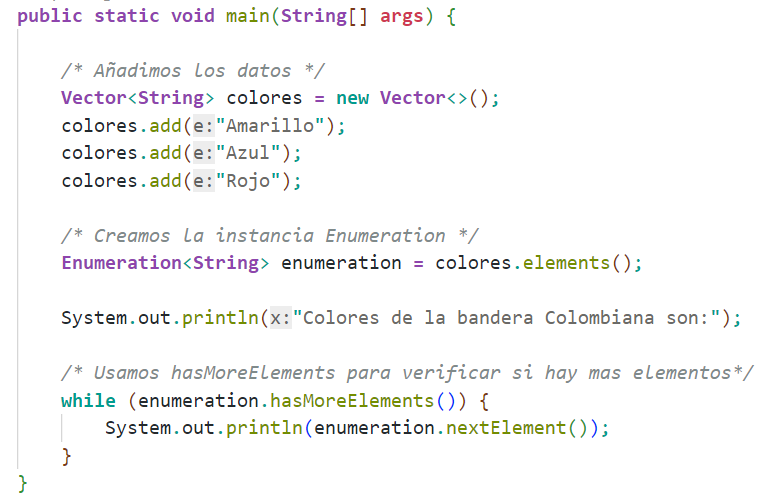 public static void main(String[] args) {
/* Añadimos los datos */
Vector<String> colores = new Vector<>();
colores.add(e:"Amarillo");
colores.add(e:"Azul");
colores.add(e:"Rojo");
/* Creamos la instancia Enumeration */
Enumeration<String> enumeration = colores.elements();
System.out.println(x:"Colores de la bandera Colombiana son:");
/* Usamos hasMoreElements para verificar si hay mas elementos*/
while (enumeration.hasMoreElements()) {
System.out.println(enumeration.nextElement());
}
}